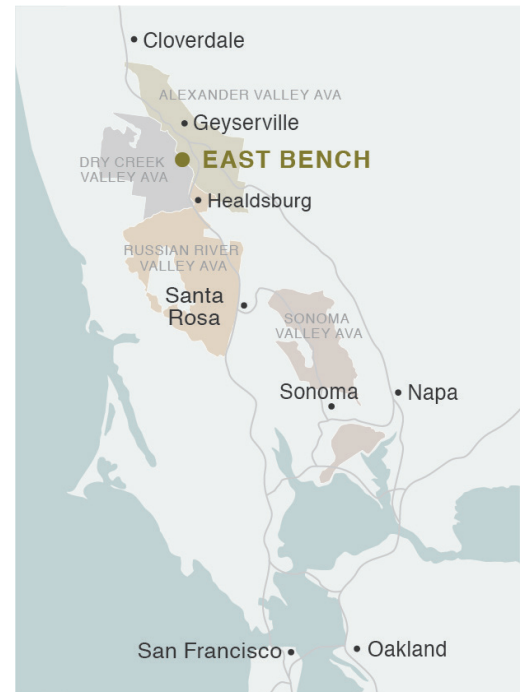 Cloverdale
ALEXANDER VALLEY AVA
Geyserville
EAST BENCH
DRY CREEK
VALLEY AVA
Healdsburg
RUSSIAN RIVER
VALLEY AVA
Santa
Rosa
SONOMA
VALLEY AVA
Sonoma
Napa
San Francisco
Oakland